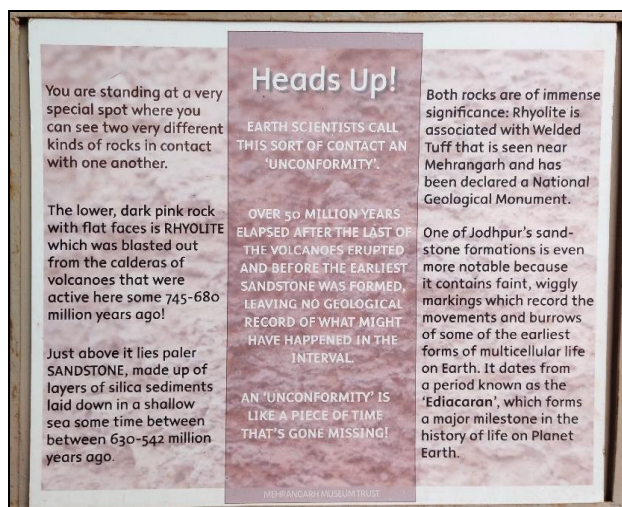 You are standing at a very
special spot where you
can see two very different
kinds of rocks in contact
with one another.
The lower, dark pink rock
with flat faces is RHYOLITE
which was blasted out
from the calderas of
volcanoes that were
active here some 745-680
million years ago!
Just above it lies paler
SANDSTONE, made up of
layers of silica sediments
laid down in a shallow
sea some time between
between 630-542 million
years ago.
Heads Up!
EARTH SCIENTISTS CALL
THIS SORT OF CONTACT AN
'UNCONFORMITY'.
OVER 50 MILLION YEARS
ELAPSED AFTER THE LAST OF
THE VOLCANOES ERUPTED
AND BEFORE THE EARLIEST
SANDSTONE WAS FORMED,
LEAVING NO GEOLOGICAL
RECORD OF WHAT MIGHT
HAVE HAPPENED IN THE
INTERVAL.
AN 'UNCONFORMITY' IS
LIKE A PIECE OF TIME
THAT'S GONE MISSING!
MEHRANGARH MUSEUM TRUST
Both rocks are of immense
significance: Rhyolite is
associated with Welded
Tuff that is seen near
Mehrangarh and has
been declared a National
Geological Monument.
One of Jodhpur's sand-
stone formations is even
more notable because
it contains faint, wiggly
markings which record the
movements and burrows
of some of the earliest
forms of multicellular life
on Earth. It dates from
a period known as the
'Ediacaran', which forms
a major milestone in the
history of life on Planet
Earth.